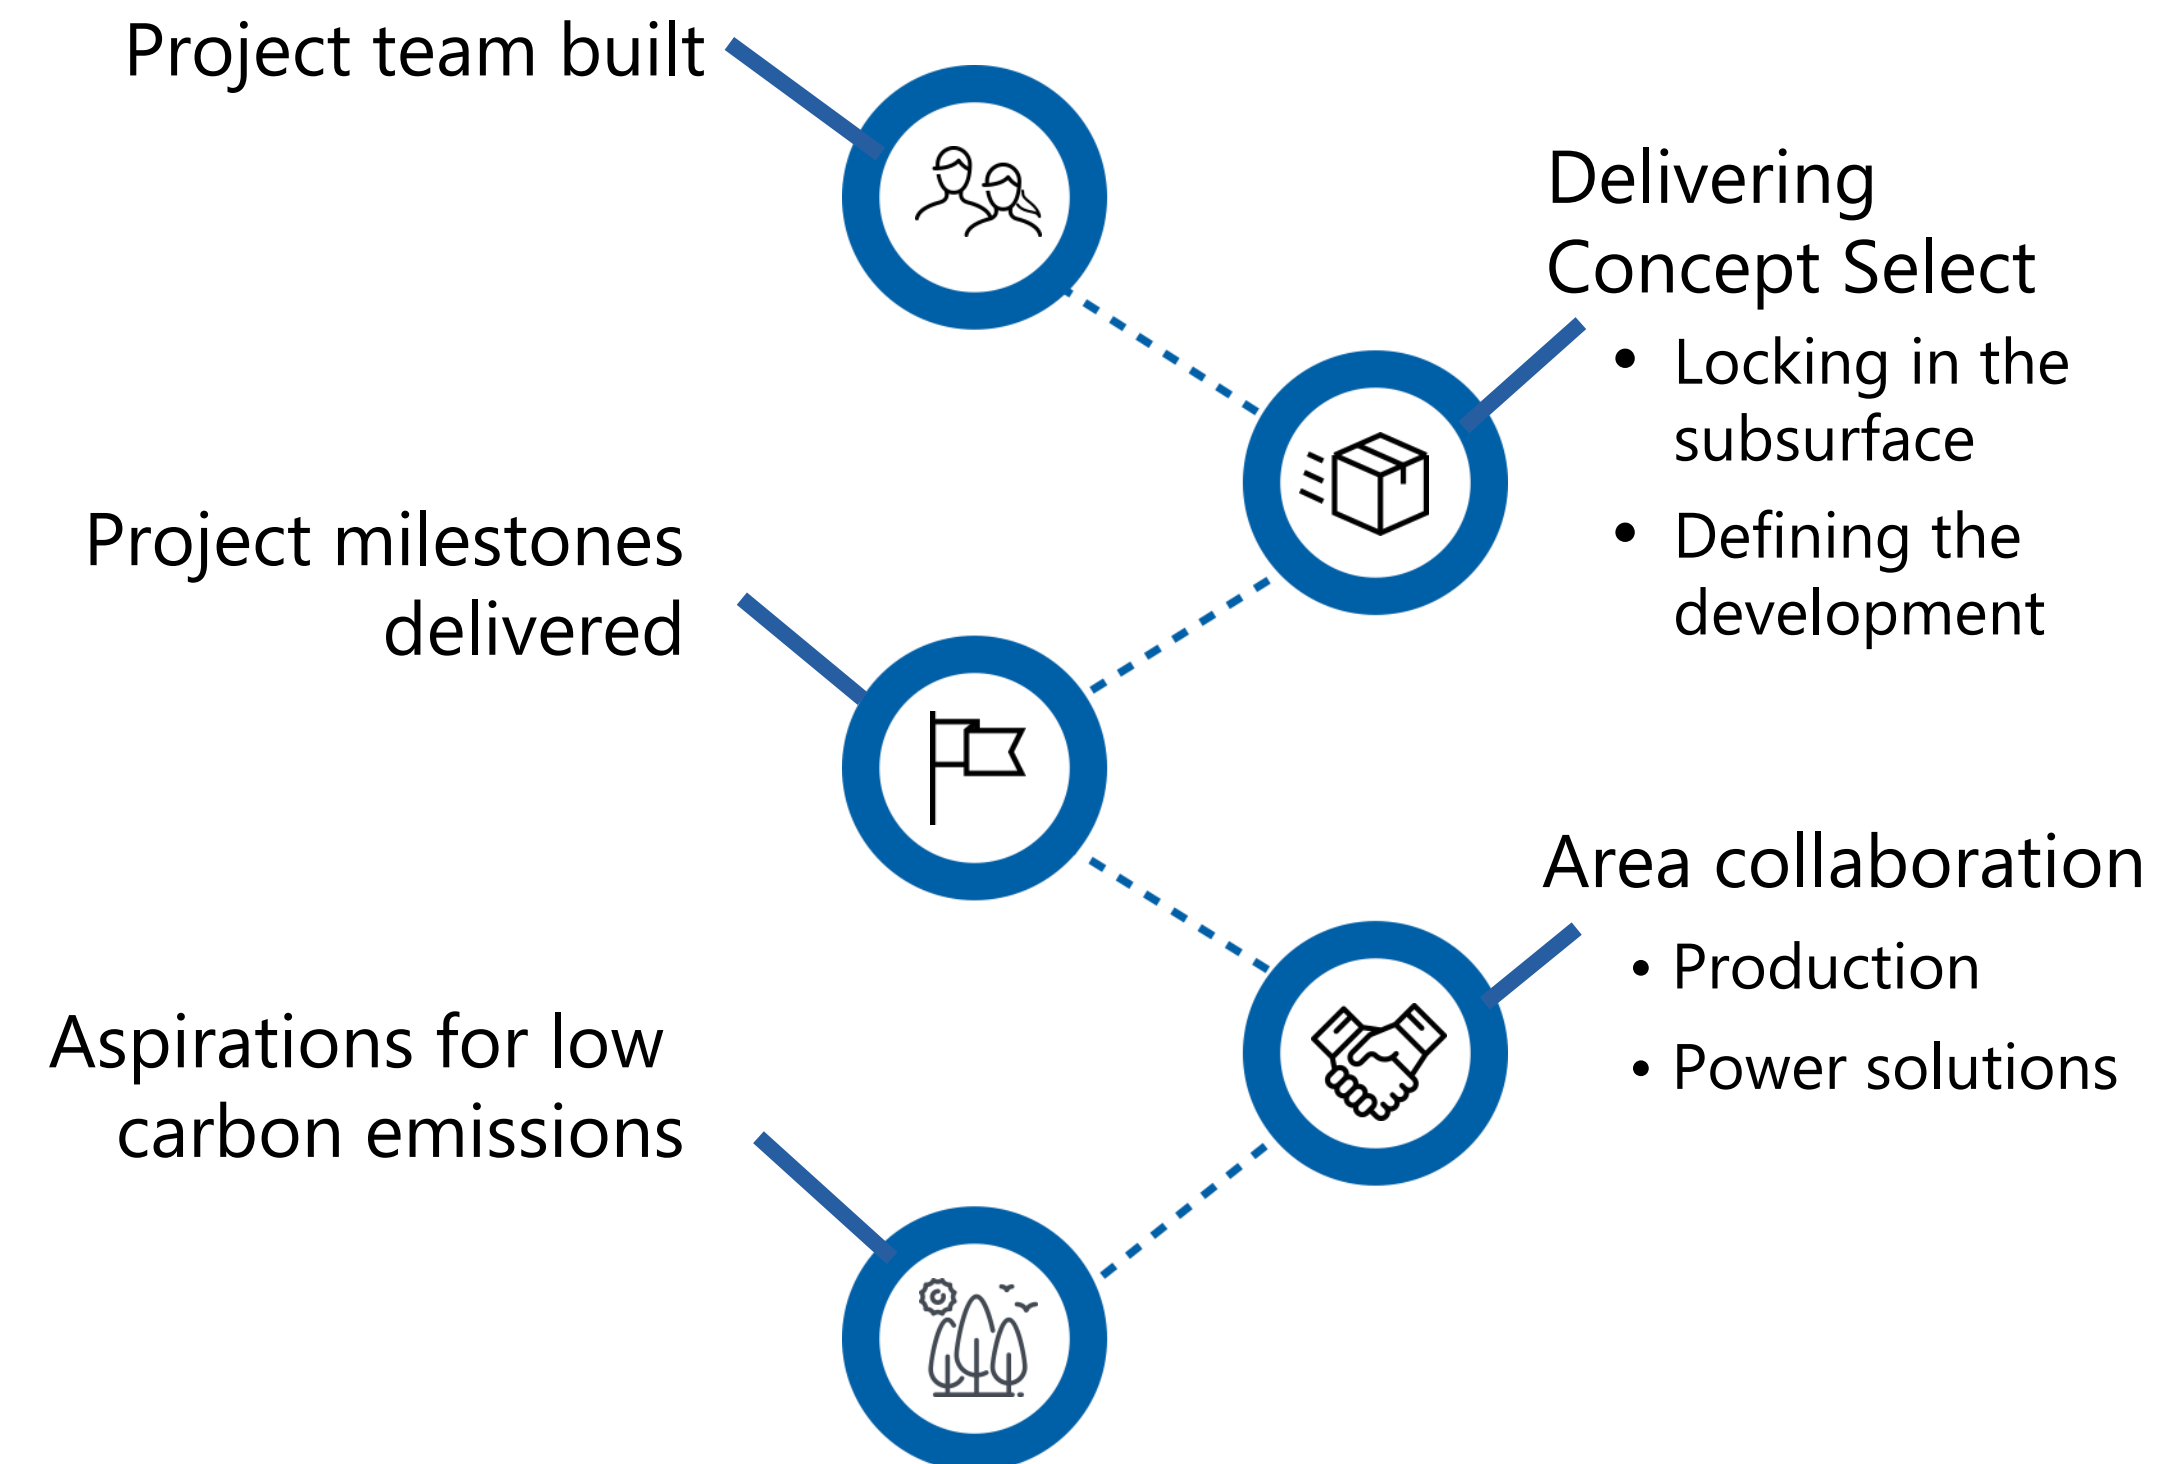 Project team built
Delivering
Concept Select
• Locking in the
subsurface
• Defining the
development
Project milestones
delivered
Area collaboration
• Production
• Power solutions
Aspirations for low
carbon emissions